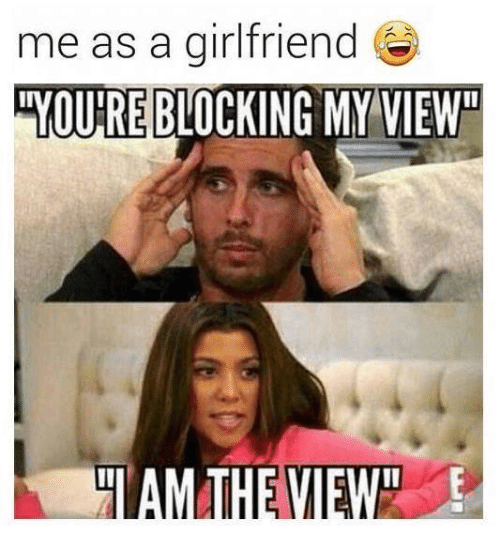 me as a girlfriend 😂
"YOU'RE BLOCKING MY VIEW"
"I AM THE VIEW"
E